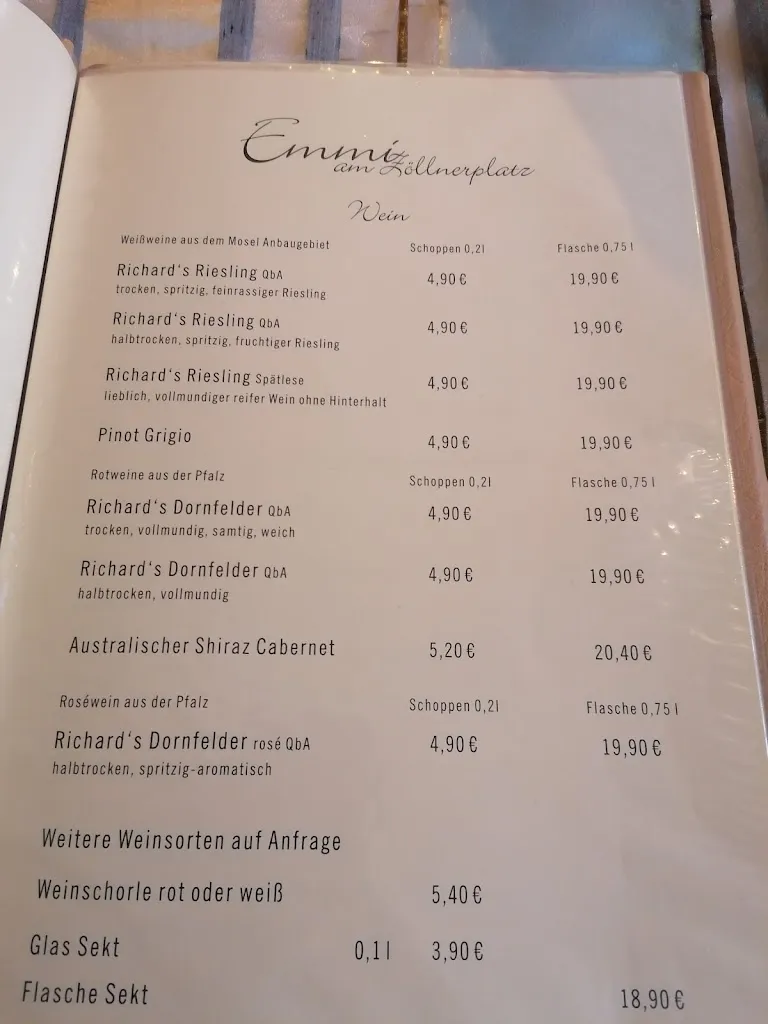 Emmi
am Zöllnerplatz
Wein
Weißweine aus dem Mosel Anbaugebiet Schoppen 0,2l Flasche 0,75 l
Richard's Riesling QbA 4,90 € 19,90 €
trocken, spritzig, feinrassiger Riesling
Richard's Riesling QbA 4,90 € 19,90 €
halbtrocken, spritzig, fruchtiger Riesling
Richard's Riesling Spätlese 4,90 € 19,90 €
lieblich, vollmundiger reifer Wein ohne Hinterhalt
Pinot Grigio 4,90 € 19,90 €
Rotweine aus der Pfalz Schoppen 0,2l Flasche 0,75 l
Richard's Dornfelder QbA 4,90 € 19,90 €
trocken, vollmundig, samtig, weich
Richard's Dornfelder QbA 4,90 € 19,90 €
halbtrocken, vollmundig
Australischer Shiraz Cabernet 5,20 € 20,40 €
Roséwein aus der Pfalz Schoppen 0,2l Flasche 0,75 l
Richard's Dornfelder rosé QbA 4,90 € 19,90 €
halbtrocken, spritzig-aromatisch
Weitere Weinsorten auf Anfrage
Weinschorle rot oder weiß 5,40 €
Glas Sekt 0,1 l 3,90 €
Flasche Sekt 18,90 €